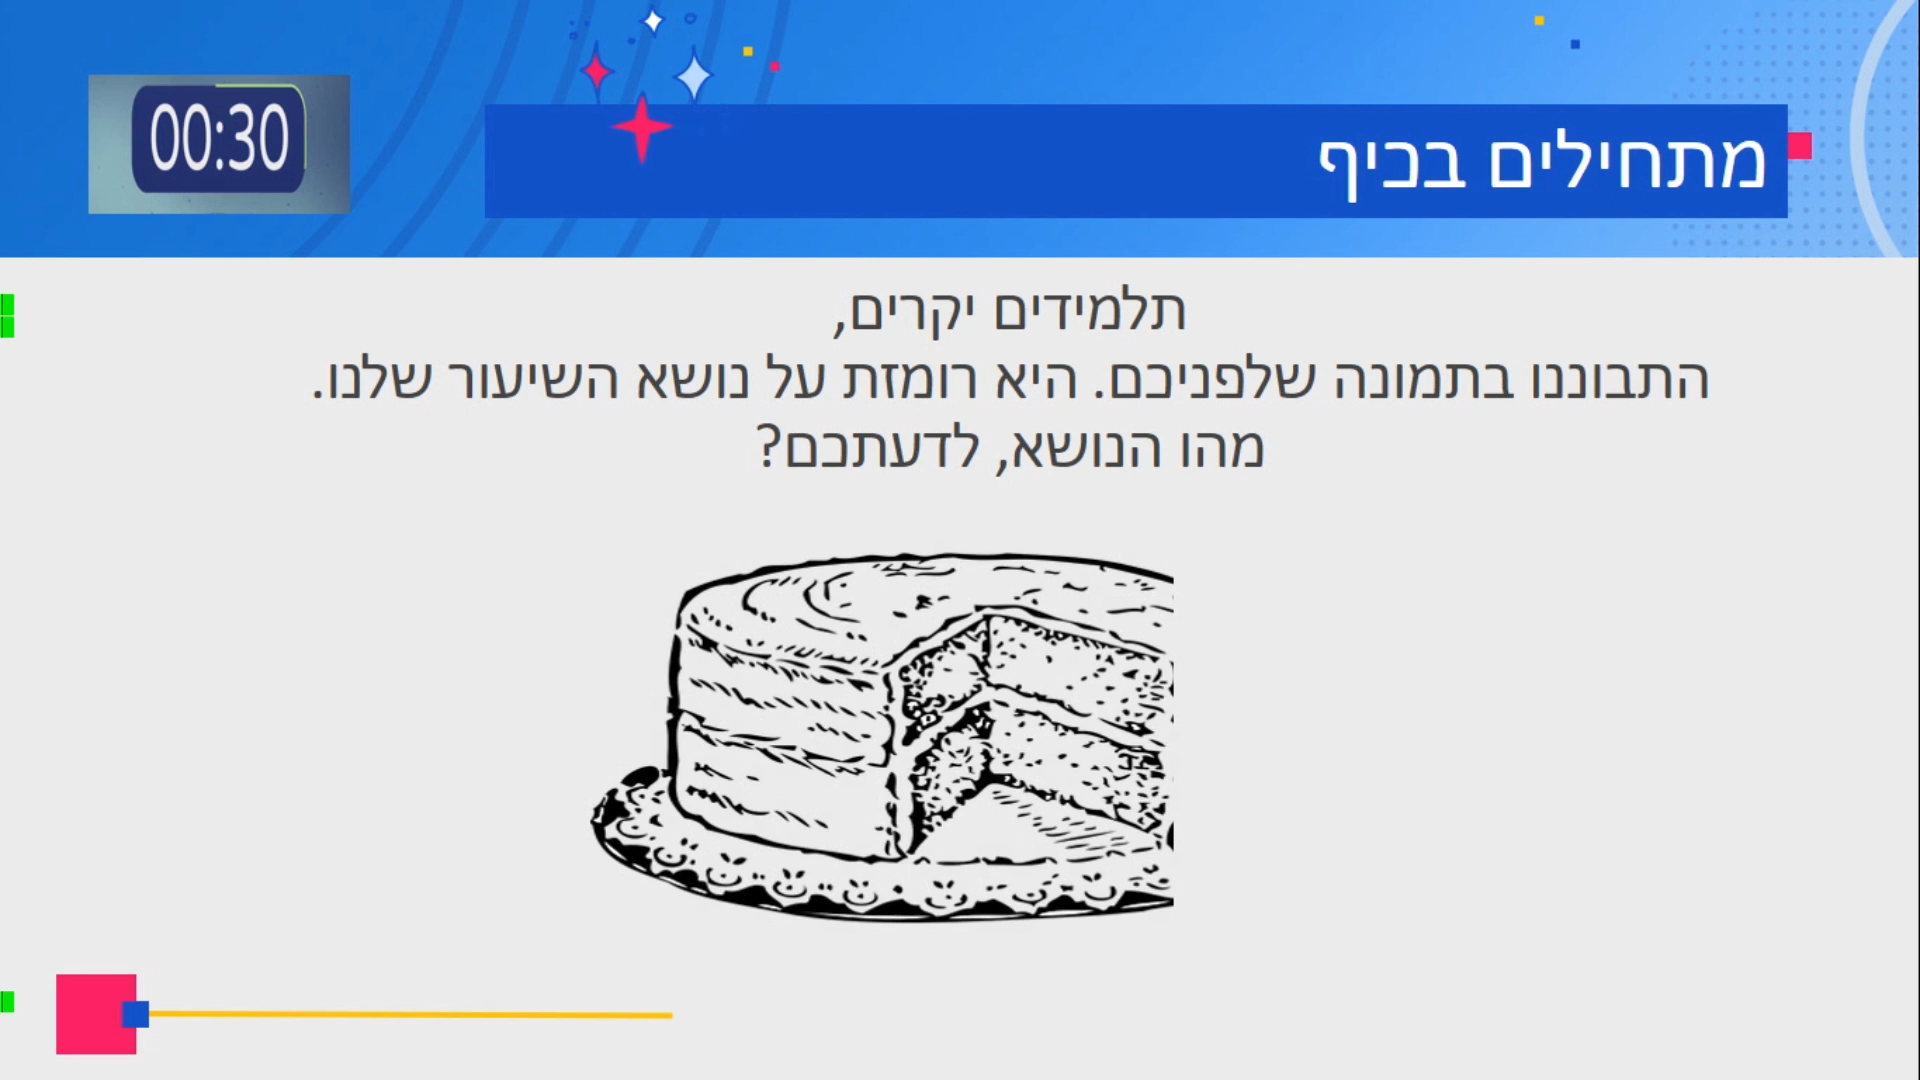 00:30
מתחילים בכיף
תלמידים יקרים,
התבוננו בתמונה שלפניכם. היא רומזת על נושא השיעור שלנו.
מהו הנושא, לדעתכם?